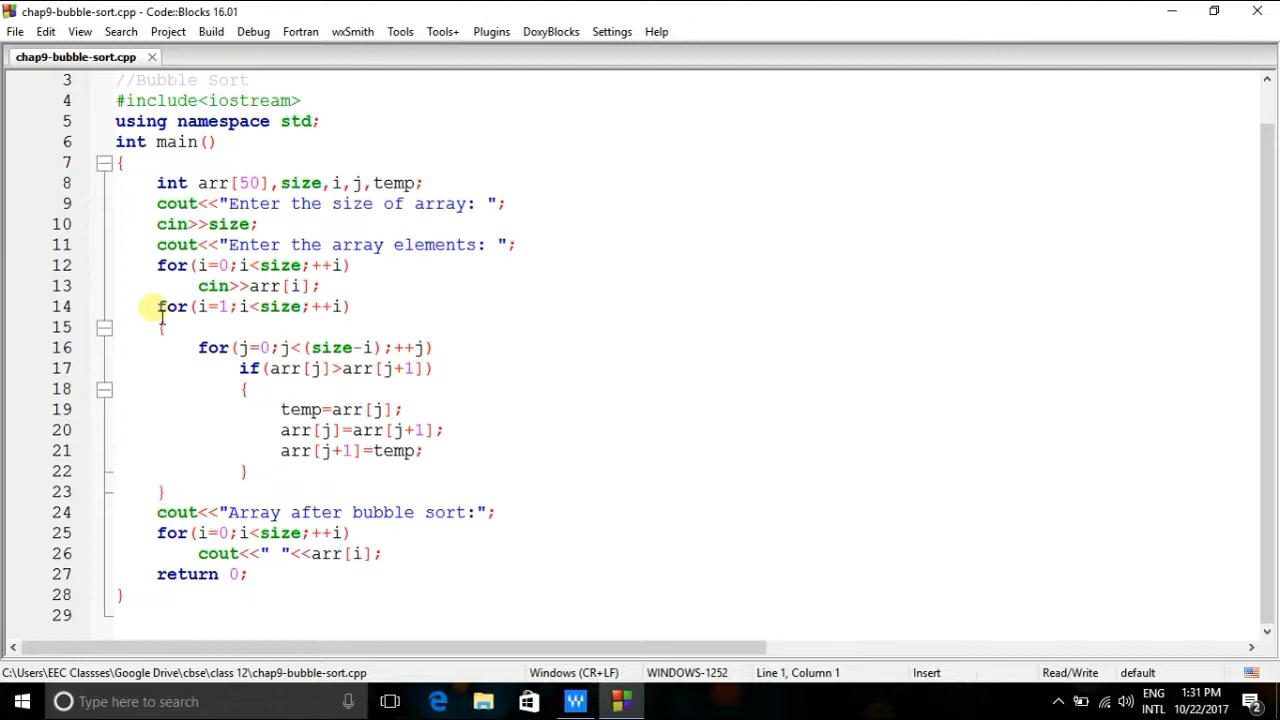 chap9-bubble-sort.cpp - Code::Blocks 16.01
File Edit View Search Project Build Debug Fortran wxSmith Tools Tools+ Plugins DoxyBlocks Settings Help
chap9-bubble-sort.cpp
3 //Bubble Sort
4 #include<iostream>
5 using namespace std;
6 int main()
7 {
8 int arr[50],size,i,j,temp;
9 cout<<"Enter the size of array: ";
10 cin>>size;
11 cout<<"Enter the array elements: ";
12 for(i=0;i<size;++i)
13 cin>>arr[i];
14 for(i=1;i<size;++i)
15 {
16 for(j=0;j<(size-i);++j)
17 if(arr[j]>arr[j+1])
18 {
19 temp=arr[j];
20 arr[j]=arr[j+1];
21 arr[j+1]=temp;
22 }
23 }
24 cout<<"Array after bubble sort:";
25 for(i=0;i<size;++i)
26 cout<<" "<<arr[i];
27 return 0;
28 }
29
C:\Users\EEC Classses\Google Drive\cbse\class 12\chap9-bubble-sort.cpp Windows (CR+LF) WINDOWS-1252 Line 1, Column 1 Insert Read/Write default
Type here to search
ENG 1:31 PM
INTL 10/22/2017 2